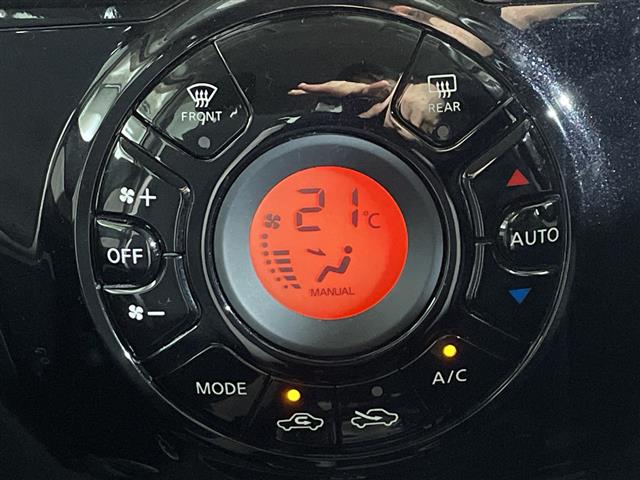 FRONT
REAR
+
21°C
OFF
AUTO
MANUAL
−
MODE
A/C